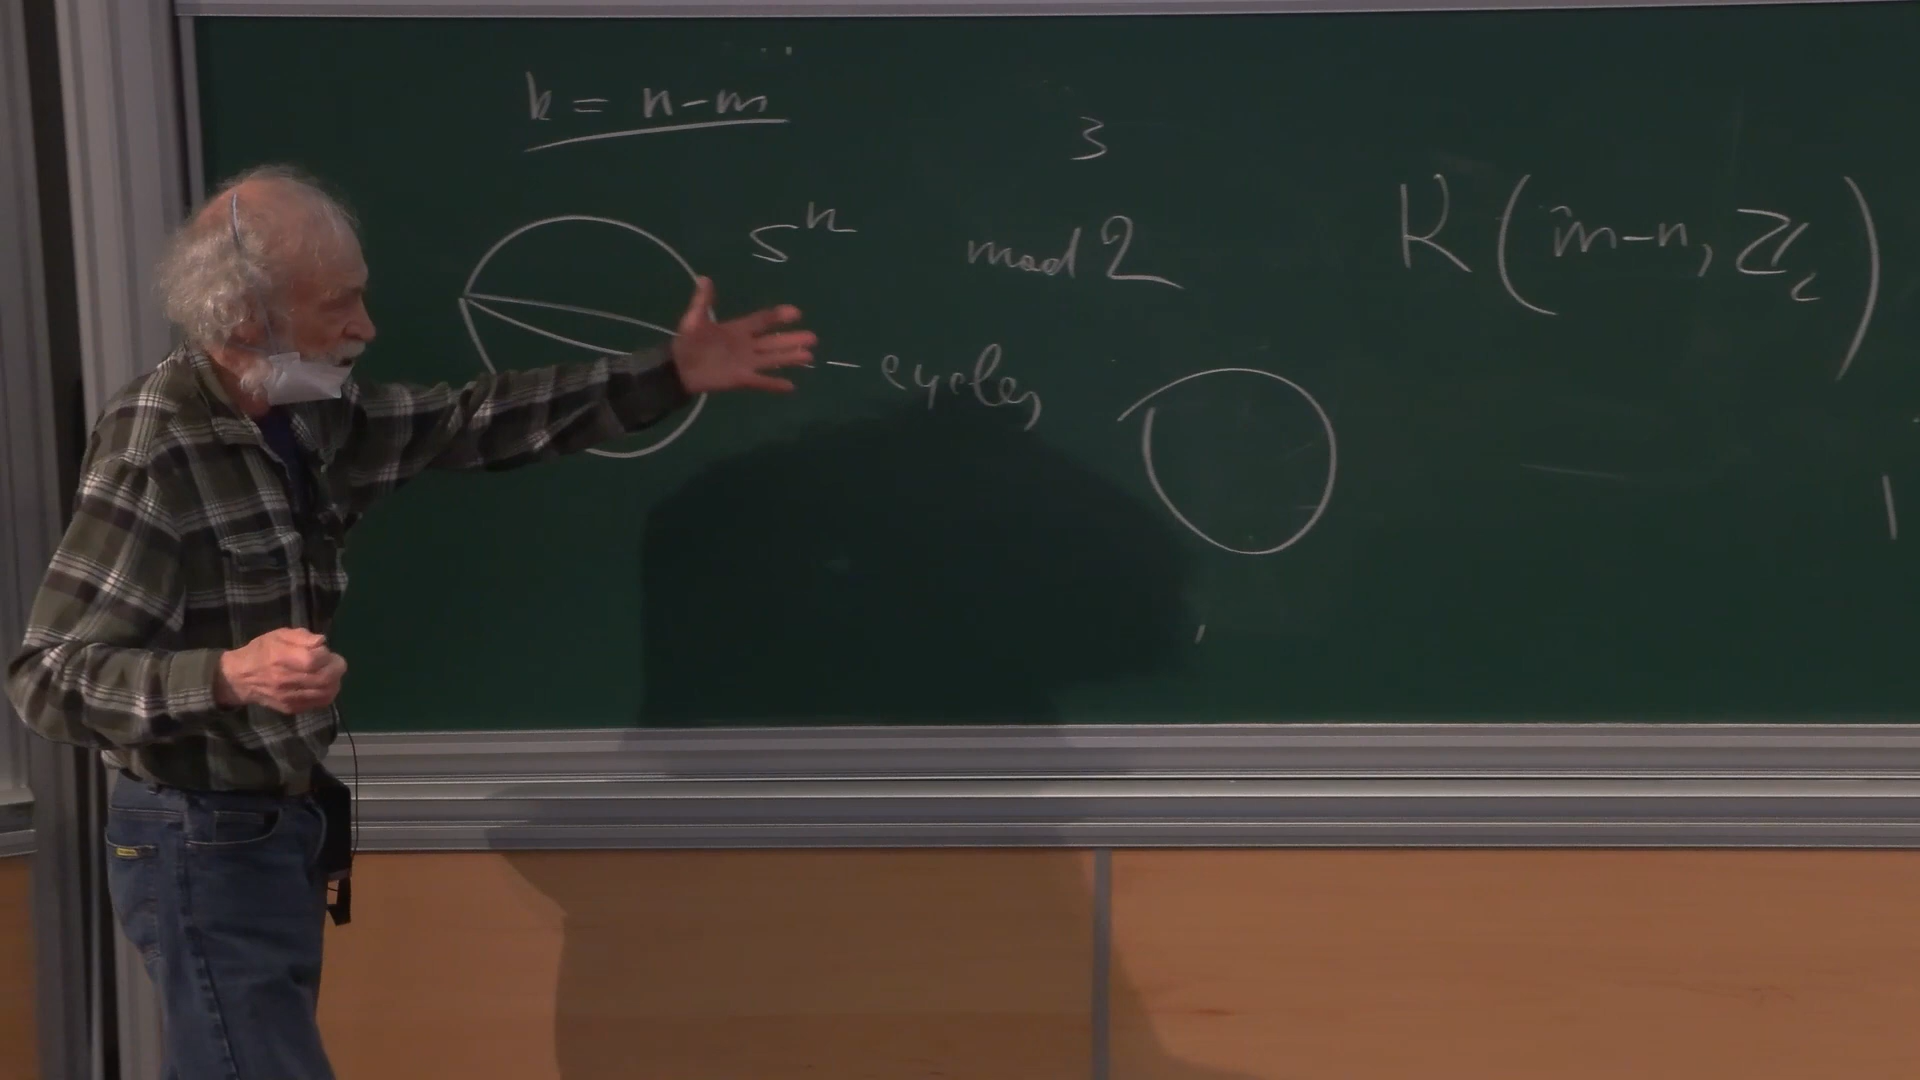 k = n-m
3
S^n mod 2
K(m-n, Z_2)
- cycles